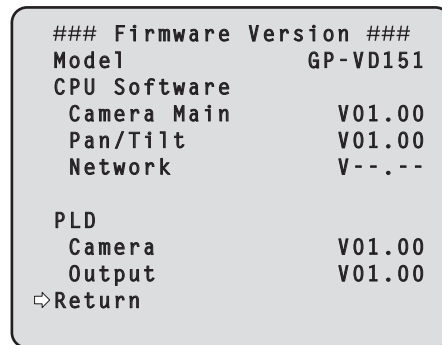 ### Firmware Version ###
Model GP-VD151
CPU Software
Camera Main V01.00
Pan/Tilt V01.00
Network V--.--
PLD
Camera V01.00
Output V01.00
⇨Return